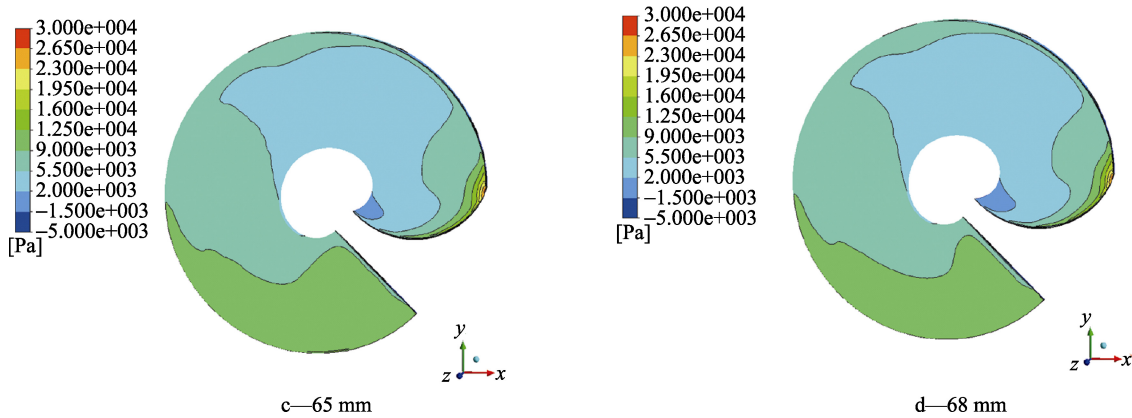 3.000e+004
2.650e+004
2.300e+004
1.950e+004
1.600e+004
1.250e+004
9.000e+003
5.500e+003
2.000e+003
−1.500e+003
−5.000e+003
[Pa]
y
z
x
c—65 mm
3.000e+004
2.650e+004
2.300e+004
1.950e+004
1.600e+004
1.250e+004
9.000e+003
5.500e+003
2.000e+003
−1.500e+003
−5.000e+003
[Pa]
y
z
x
d—68 mm